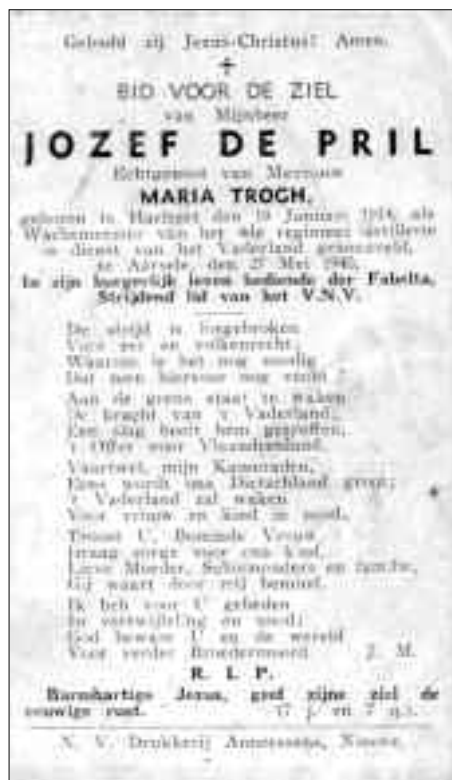 Geloofd zij Jezus-Christus! Amen.
BID VOOR DE ZIEL
van Mijnheer
JOZEF DE PRIL
Echtgenoot van Mevrouw
MARIA TROCH,
geboren te den 19 Januari 1914, als
Wachtmeester van het regiment artillerie
in dienst van het Vaderland gesneuveld,
te Aarsele, den 27 Mei 1940.
In zijn burgerlijk leven bediende der Fabelta,
Strijdend lid van het V.N.V.
De strijd is losgebroken
Voor eer en volkenrecht,
Waarom is het nog noodig
Dat men hiervoor nog vecht
Aan de grens staat te waken
De kracht van 't Vaderland,
Een slag heeft hem getroffen,
't Offer voor Vlaanderenland.
Vaarwel, mijn Kameraden,
Eens wordt ons Dietschland groot;
't Vaderland zal waken
Voor vrouw en kind in nood.
Troost U, Beminde Vrouw
Draag zorge voor ons kind,
Lieve Moeder, Schoonouders en familie,
Gij waart door mij bemind.
Ik heb voor U gebeden
In vertwijfeling en nood;
God beware U en de wereld
Voor verder Broedermoord. J. M.
R. I. P.
Barmhartige Jezus, geef zijne ziel de
eeuwige rust. (7 j. en 7 q.).
N. V. Drukkerij Anneessens, Ninove.